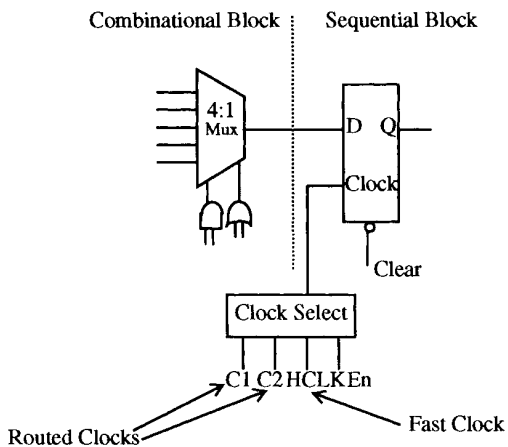 Combinational Block
Sequential Block
4:1
Mux
D Q
Clock
Clear
Clock Select
C1 C2 HCLK En
Routed Clocks
Fast Clock